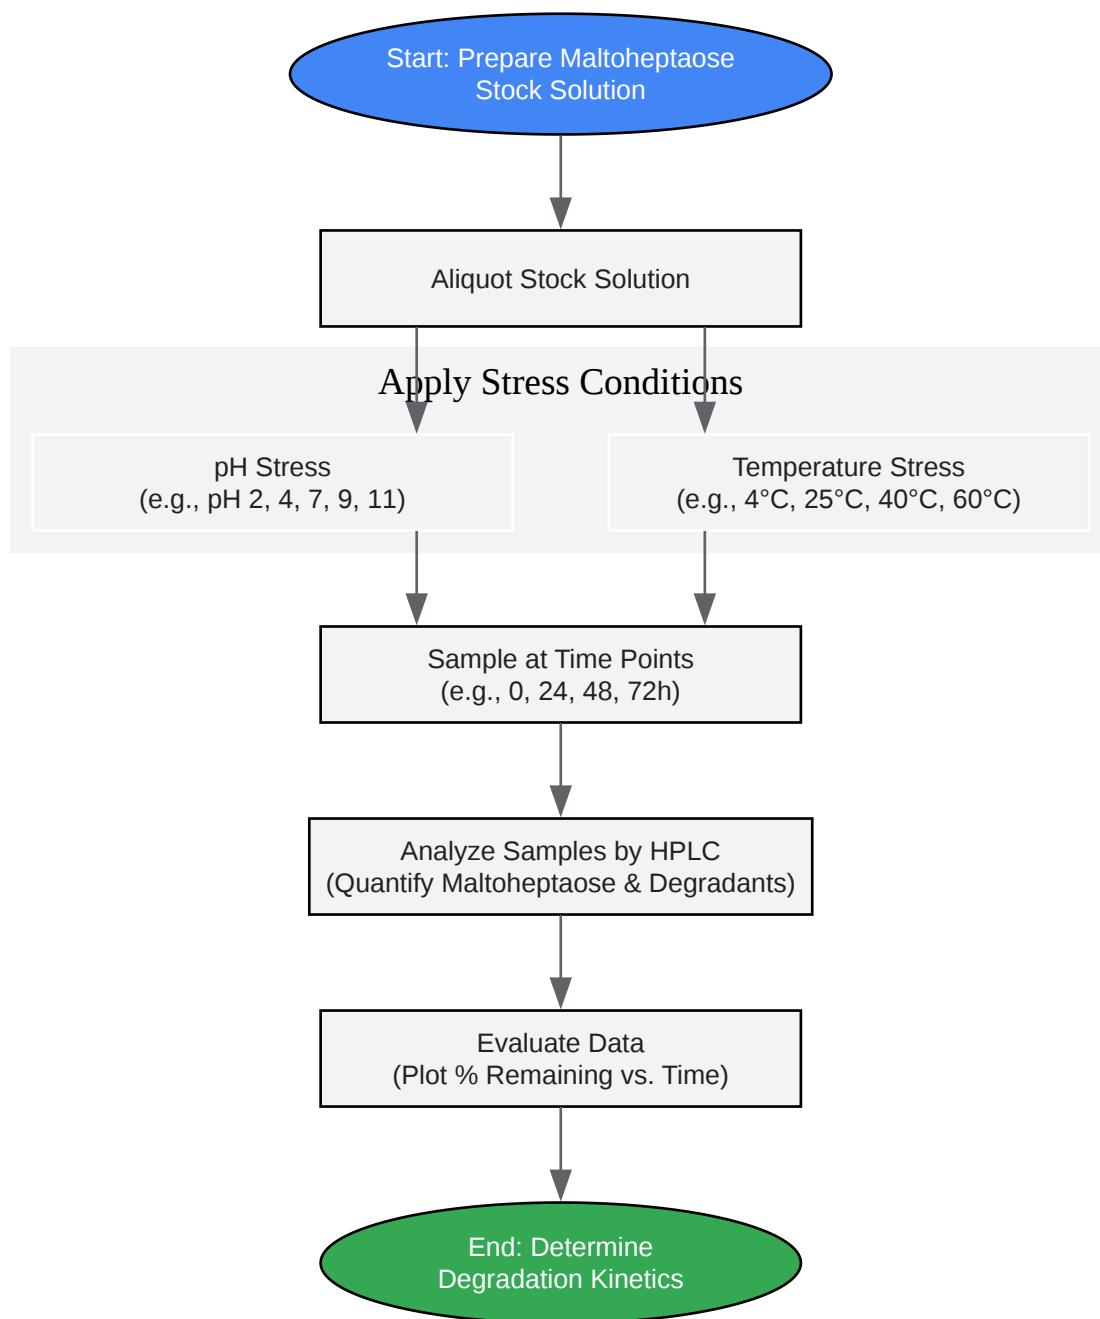 Start: Prepare Maltoheptaose
Stock Solution
Aliquot Stock Solution
Apply Stress Conditions
pH Stress
(e.g., pH 2, 4, 7, 9, 11)
Temperature Stress
(e.g., 4°C, 25°C, 40°C, 60°C)
Sample at Time Points
(e.g., 0, 24, 48, 72h)
Analyze Samples by HPLC
(Quantify Maltoheptaose & Degradants)
Evaluate Data
(Plot % Remaining vs. Time)
End: Determine
Degradation Kinetics